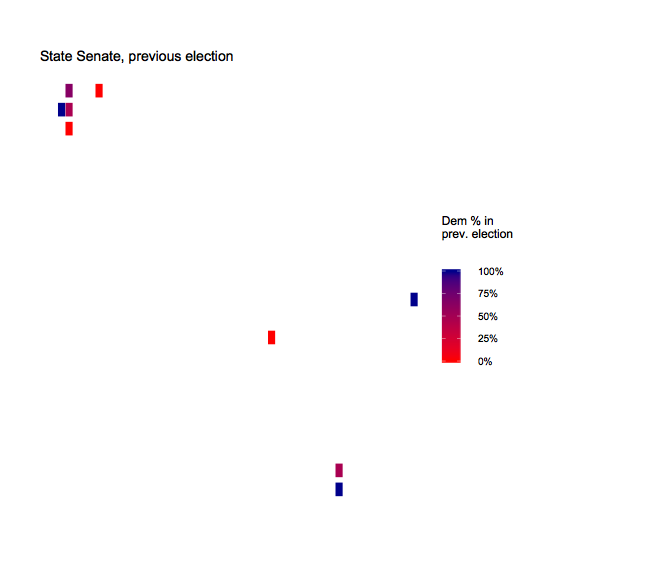 State Senate, previous election
Dem % in
prev. election
100%
75%
50%
25%
0%